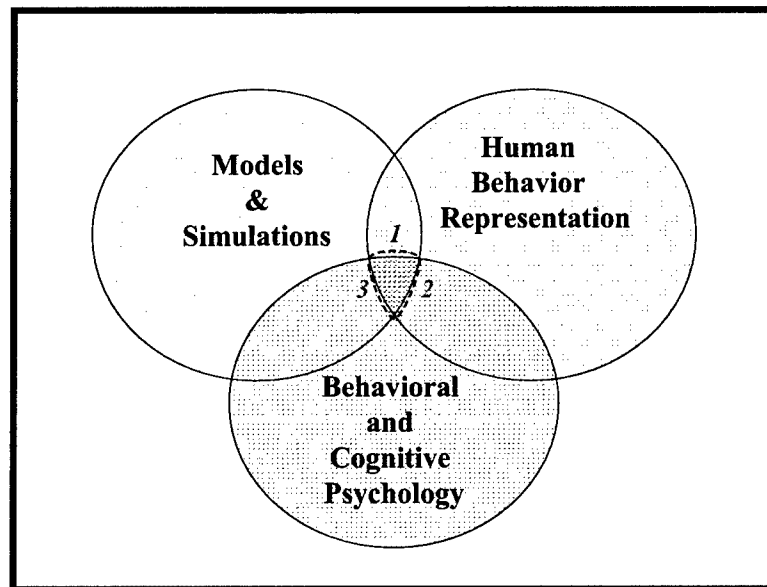 Models
&
Simulations
Human
Behavior
Representation
1
3
2
Behavioral
and
Cognitive
Psychology